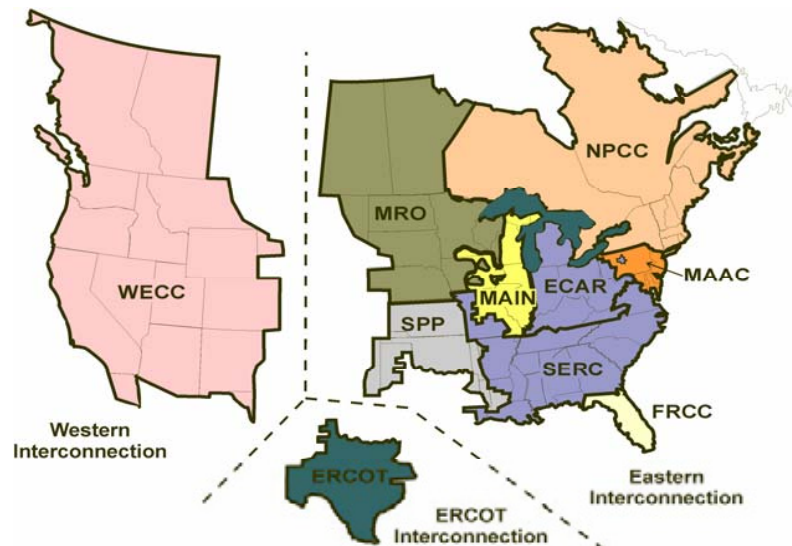 NPCC
MRO
WECC
MAIN
ECAR
MAAC
SPP
SERC
FRCC
Western
Interconnection
ERCOT
ERCOT
Interconnection
Eastern
Interconnection